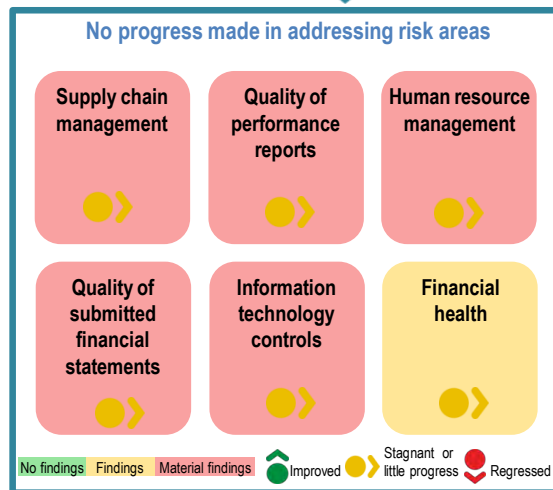 No progress made in addressing risk areas
Supply chain
management
Quality of
performance
reports
Human resource
management
Quality of
submitted
financial
statements
Information
technology
controls
Financial
health
No findings Findings Material findings Improved Stagnant or
little progress Regressed